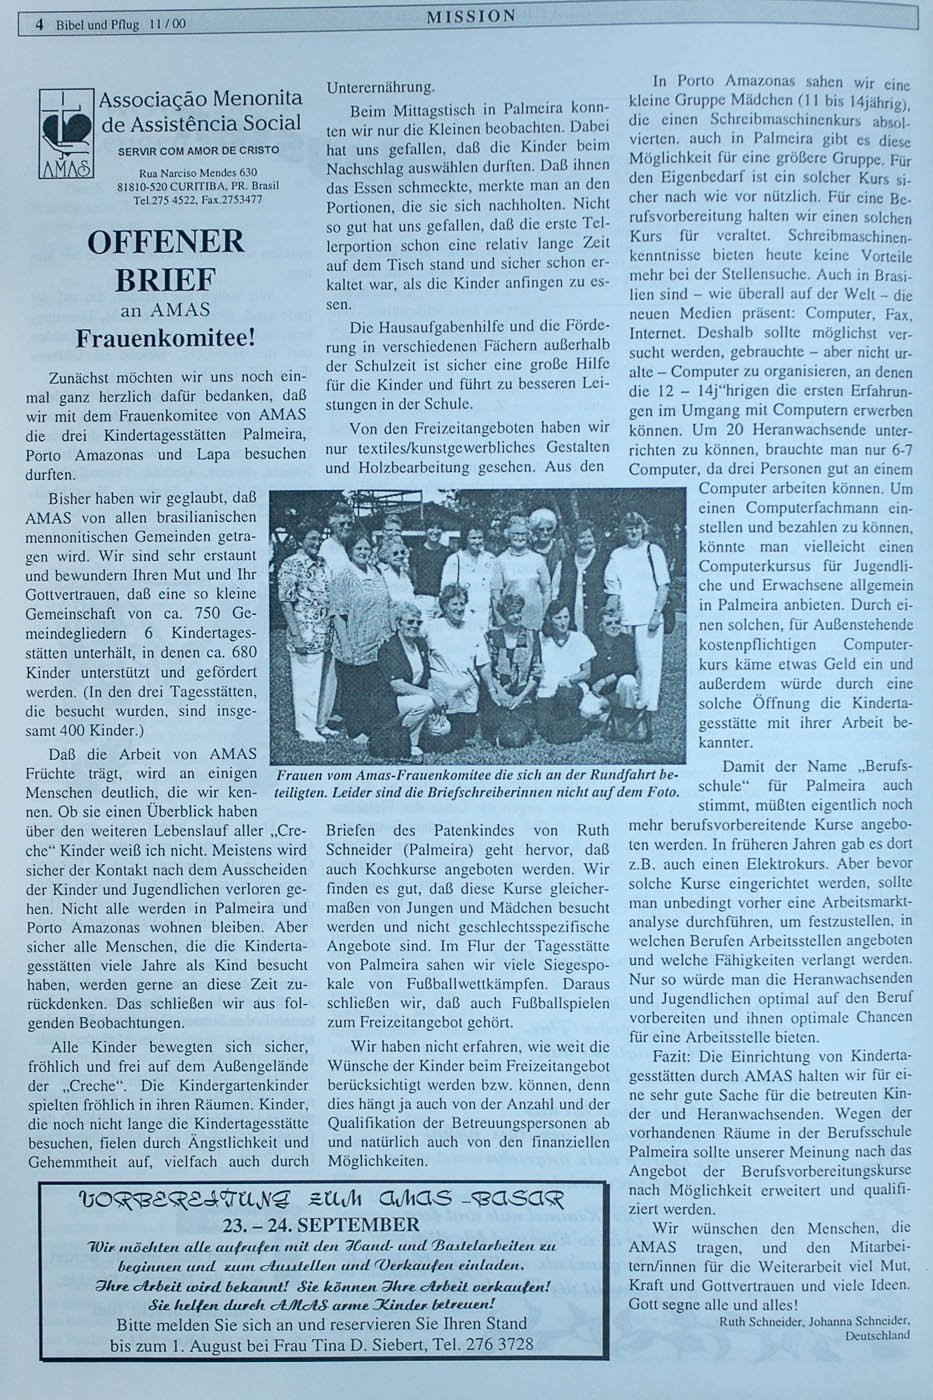 4 Bibel und Pflug 11/00
MISSION
AMAS
Associação Menonita
de Assistência Social
SERVIR COM AMOR DE CRISTO
Rua Narciso Mendes 630
81810-520 CURITIBA, PR. Brasil
Tel.275 4522, Fax.2753477
OFFENER
BRIEF
an AMAS
Frauenkomitee!
Zunächst möchten wir uns noch ein-
mal ganz herzlich dafür bedanken, daß
wir mit dem Frauenkomitee von AMAS
die drei Kindertagesstätten Palmeira,
Porto Amazonas und Lapa besuchen
durften.
Bisher haben wir geglaubt, daß
AMAS von allen brasilianischen
mennonitischen Gemeinden getra-
gen wird. Wir sind sehr erstaunt
und bewundern Ihren Mut und Ihr
Gottvertrauen, daß eine so kleine
Gemeinschaft von ca. 750 Ge-
meindegliedern 6 Kindertages-
stätten unterhält, in denen ca. 680
Kinder unterstützt und gefördert
werden. (In den drei Tagesstätten,
die besucht wurden, sind insge-
samt 400 Kinder.)
Daß die Arbeit von AMAS
Früchte trägt, wird an einigen
Menschen deutlich, die wir ken-
nen. Ob sie einen Überblick haben
über den weiteren Lebenslauf aller „Cre-
che“ Kinder weiß ich nicht. Meistens wird
sicher der Kontakt nach dem Ausscheiden
der Kinder und Jugendlichen verloren ge-
hen. Nicht alle werden in Palmeira und
Porto Amazonas wohnen bleiben. Aber
sicher alle Menschen, die die Kinderta-
gesstätten viele Jahre als Kind besucht
haben, werden gerne an diese Zeit zu-
rückdenken. Das schließen wir aus fol-
genden Beobachtungen.
Alle Kinder bewegten sich sicher,
fröhlich und frei auf dem Außengelände
der „Creche“. Die Kindergartenkinder
spielten fröhlich in ihren Räumen. Kinder,
die noch nicht lange die Kindertagesstätte
besuchen, fielen durch Ängstlichkeit und
Gehemmtheit auf, vielfach auch durch
Unterernährung.
Beim Mittagstisch in Palmeira konn-
ten wir nur die Kleinen beobachten. Dabei
hat uns gefallen, daß die Kinder beim
Nachschlag auswählen durften. Daß ihnen
das Essen schmeckte, merkte man an den
Portionen, die sie sich nachholten. Nicht
so gut hat uns gefallen, daß die erste Tel-
lerportion schon eine relativ lange Zeit
auf dem Tisch stand und sicher schon er-
kaltet war, als die Kinder anfingen zu es-
sen.
Die Hausaufgabenhilfe und die Förde-
rung in verschiedenen Fächern außerhalb
der Schulzeit ist sicher eine große Hilfe
für die Kinder und führt zu besseren Lei-
stungen in der Schule.
Von den Freizeitangeboten haben wir
nur textiles/kunstgewerbliches Gestalten
und Holzbearbeitung gesehen. Aus den
Frauen vom Amas-Frauenkomitee die sich an der Rundfahrt be-
teiligten. Leider sind die Briefschreiberinnen nicht auf dem Foto.
Briefen des Patenkindes von Ruth
Schneider (Palmeira) geht hervor, daß
auch Kochkurse angeboten werden. Wir
finden es gut, daß diese Kurse gleicher-
maßen von Jungen und Mädchen besucht
werden und nicht geschlechtsspezifische
Angebote sind. Im Flur der Tagesstätte
von Palmeira sahen wir viele Siegespo-
kale von Fußballwettkämpfen. Daraus
schließen wir, daß auch Fußballspielen
zum Freizeitangebot gehört.
Wir haben nicht erfahren, wie weit die
Wünsche der Kinder beim Freizeitangebot
berücksichtigt werden bzw. können, denn
dies hängt ja auch von der Anzahl und der
Qualifikation der Betreuungspersonen ab
und natürlich auch von den finanziellen
Möglichkeiten.
In Porto Amazonas sahen wir eine
kleine Gruppe Mädchen (11 bis 14jährig),
die einen Schreibmaschinenkurs absol-
vierten. auch in Palmeira gibt es diese
Möglichkeit für eine größere Gruppe. Für
den Eigenbedarf ist ein solcher Kurs si-
cher nach wie vor nützlich. Für eine Be-
rufsvorbereitung halten wir einen solchen
Kurs für veraltet. Schreibmaschinen-
kenntnisse bieten heute keine Vorteile
mehr bei der Stellensuche. Auch in Brasi-
lien sind – wie überall auf der Welt – die
neuen Medien präsent: Computer, Fax,
Internet. Deshalb sollte möglichst ver-
sucht werden, gebrauchte – aber nicht ur-
alte – Computer zu organisieren, an denen
die 12 – 14j“hrigen die ersten Erfahrun-
gen im Umgang mit Computern erwerben
können. Um 20 Heranwachsende unter-
richten zu können, brauchte man nur 6-7
Computer, da drei Personen gut an einem
Computer arbeiten können. Um
einen Computerfachmann ein-
stellen und bezahlen zu können,
könnte man vielleicht einen
Computerkursus für Jugendli-
che und Erwachsene allgemein
in Palmeira anbieten. Durch ei-
nen solchen, für Außenstehende
kostenpflichtigen Computer-
kurs käme etwas Geld ein und
außerdem würde durch eine
solche Öffnung die Kinderta-
gesstätte mit ihrer Arbeit be-
kannter.
Damit der Name „Berufs-
schule“ für Palmeira auch
stimmt, müßten eigentlich noch
mehr berufsvorbereitende Kurse angebo-
ten werden. In früheren Jahren gab es dort
z.B. auch einen Elektrokurs. Aber bevor
solche Kurse eingerichtet werden, sollte
man unbedingt vorher eine Arbeitsmarkt-
analyse durchführen, um festzustellen, in
welchen Berufen Arbeitsstellen angeboten
und welche Fähigkeiten verlangt werden.
Nur so würde man die Heranwachsenden
und Jugendlichen optimal auf den Beruf
vorbereiten und ihnen optimale Chancen
für eine Arbeitsstelle bieten.
Fazit: Die Einrichtung von Kinderta-
gesstätten durch AMAS halten wir für ei-
ne sehr gute Sache für die betreuten Kin-
der und Heranwachsenden. Wegen der
vorhandenen Räume in der Berufsschule
Palmeira sollte unserer Meinung nach das
Angebot der Berufsvorbereitungskurse
nach Möglichkeit erweitert und qualifi-
ziert werden.
Wir wünschen den Menschen, die
AMAS tragen, und den Mitarbei-
tern/innen für die Weiterarbeit viel Mut,
Kraft und Gottvertrauen und viele Ideen.
Gott segne alle und alles!
Ruth Schneider, Johanna Schneider,
Deutschland
VORBEREITUNG ZUM AMAS-BASAR
23. – 24. SEPTEMBER
Wir möchten alle aufrufen mit den Hand- und Bastelarbeiten zu
beginnen und zum Ausstellen und Verkaufen einladen.
Ihre Arbeit wird bekannt! Sie können Ihre Arbeit verkaufen!
Sie helfen durch AMAS arme Kinder betreuen!
Bitte melden Sie sich an und reservieren Sie Ihren Stand
bis zum 1. August bei Frau Tina D. Siebert, Tel. 276 3728